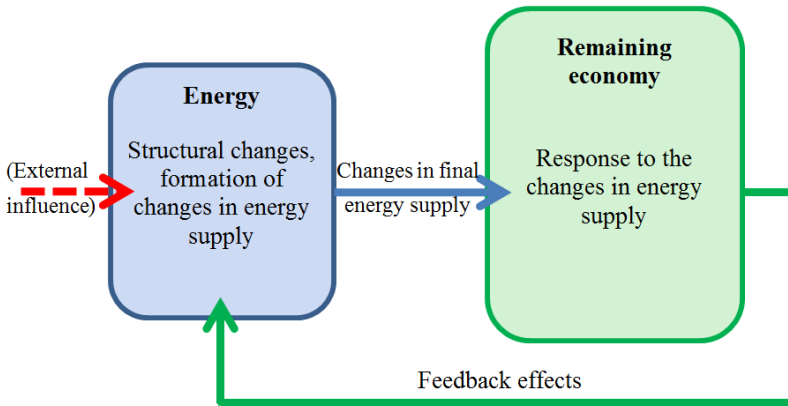 (External
influence)
Energy
Structural changes,
formation of
changes in energy
supply
Changes in final
energy supply
Remaining
economy
Response to the
changes in energy
supply
Feedback effects